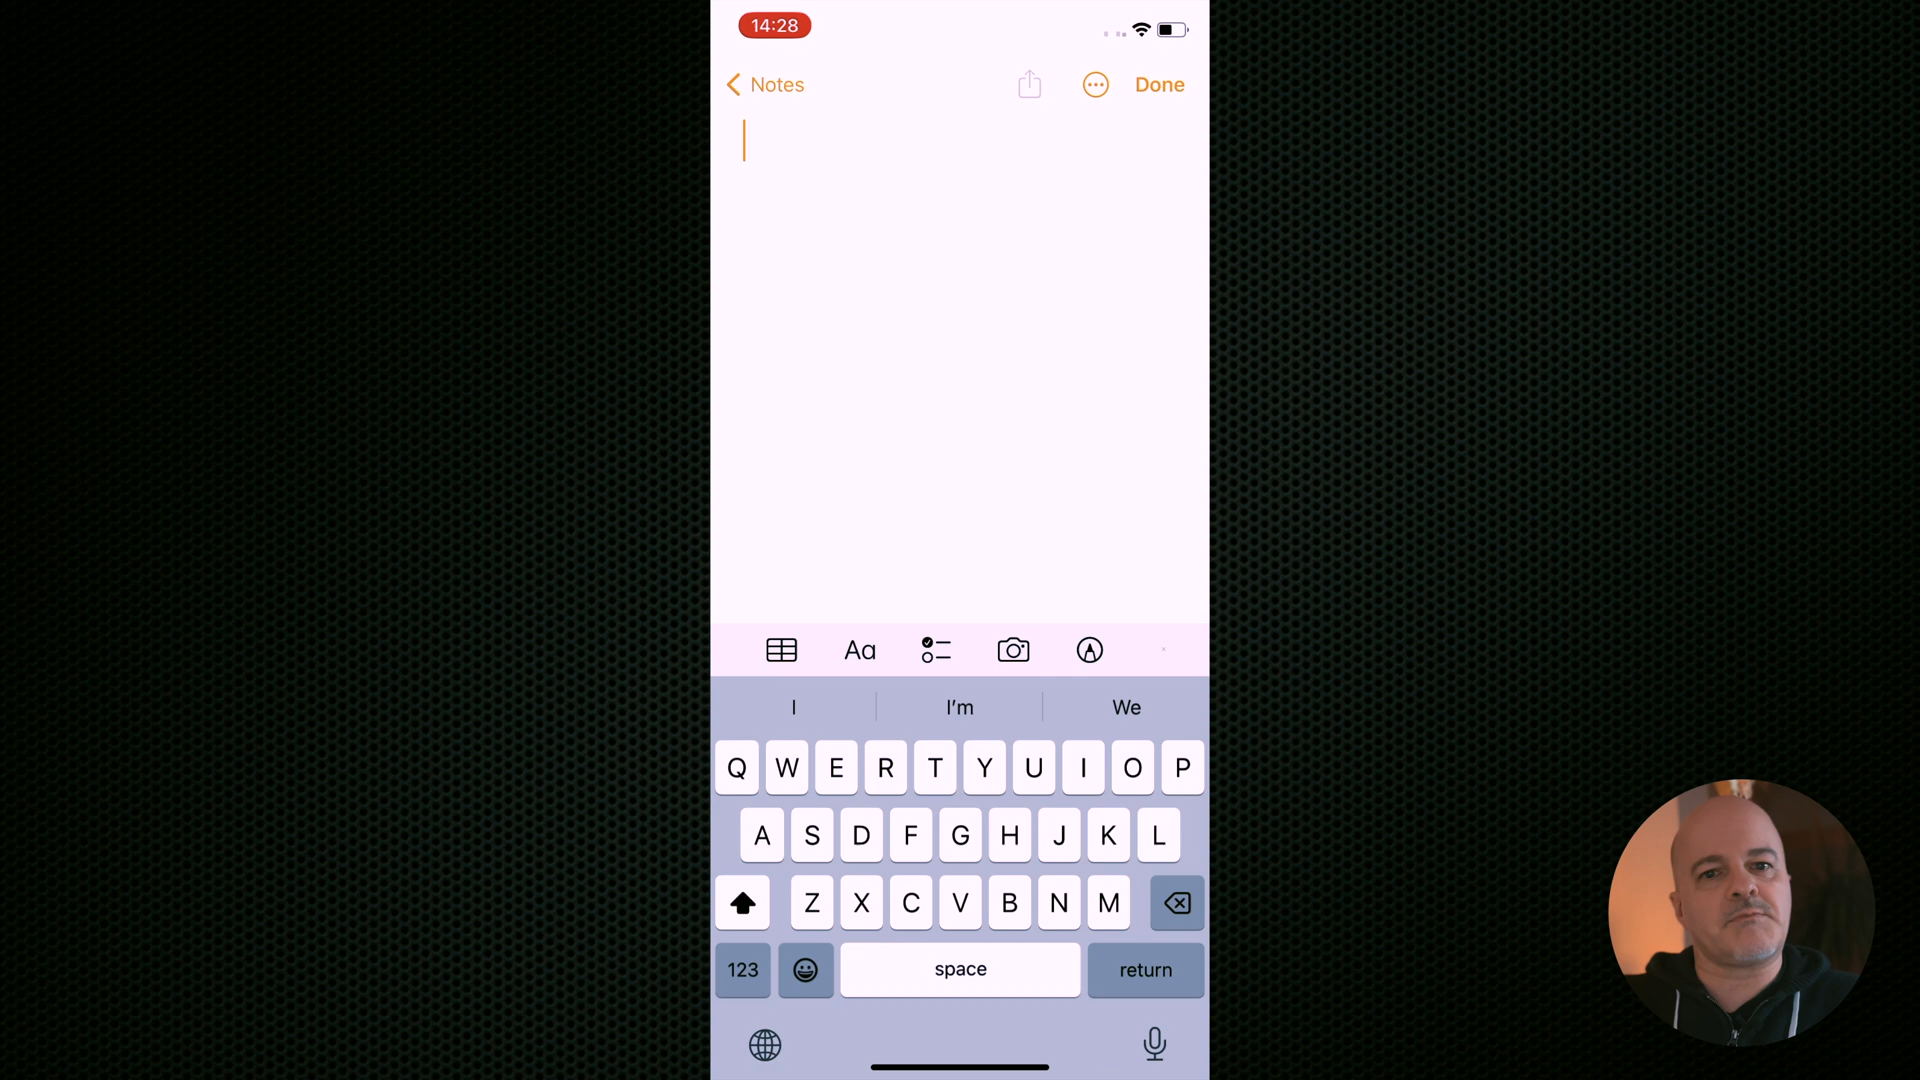 14:28
Notes
Done
Aa
I I’m We
Q W E R T Y U I O P
A S D F G H J K L
Z X C V B N M
123 space return